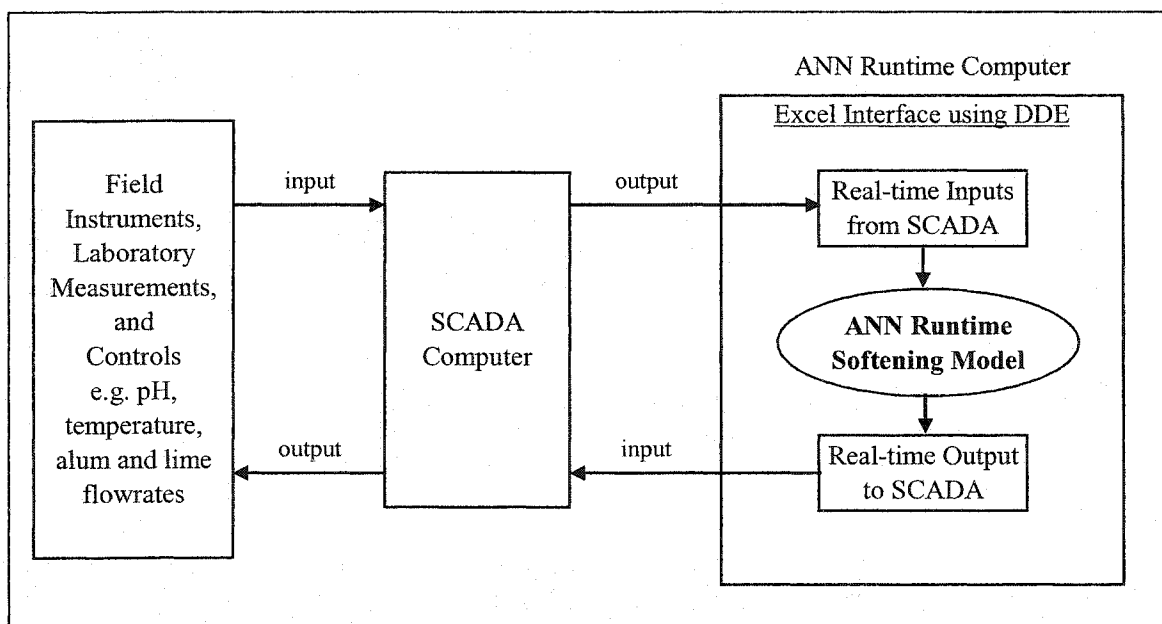 ANN Runtime Computer
Excel Interface using DDE
Field
Instruments,
Laboratory
Measurements,
and
Controls
e.g. pH,
temperature,
alum and lime
flowrates
input
output
SCADA
Computer
output
input
Real-time Inputs
from SCADA
ANN Runtime
Softening Model
Real-time Output
to SCADA